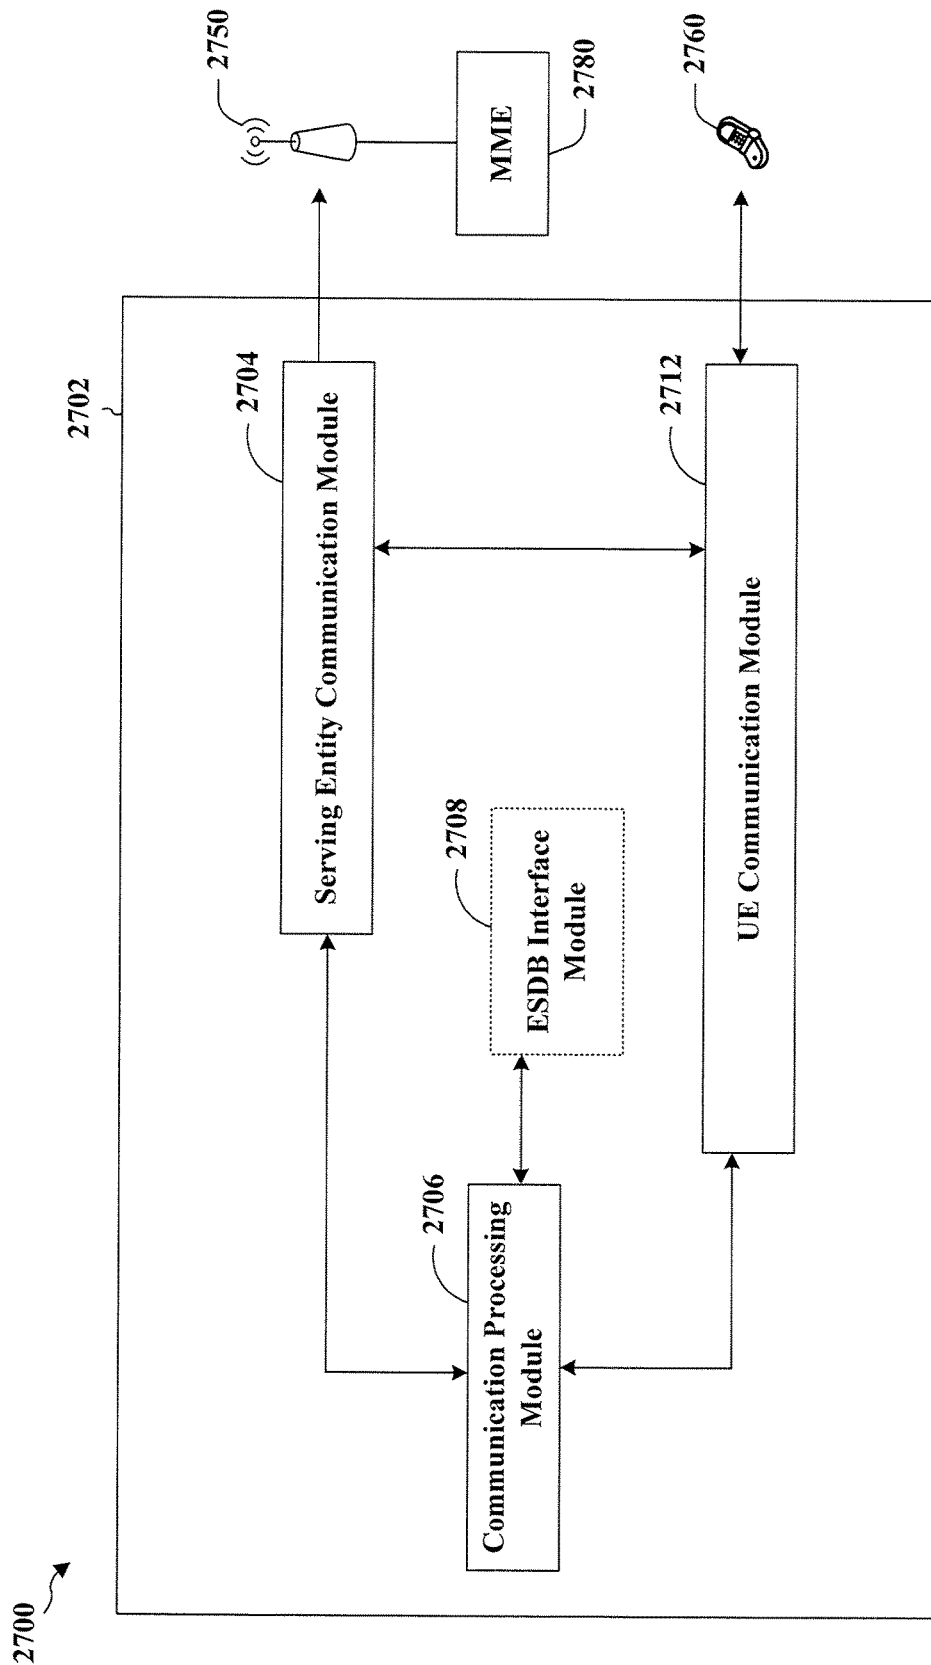 2700
2702
2704
Serving Entity Communication Module
2750
MME
2780
2706
Communication Processing
Module
2708
ESDB Interface
Module
2712
UE Communication Module
2760